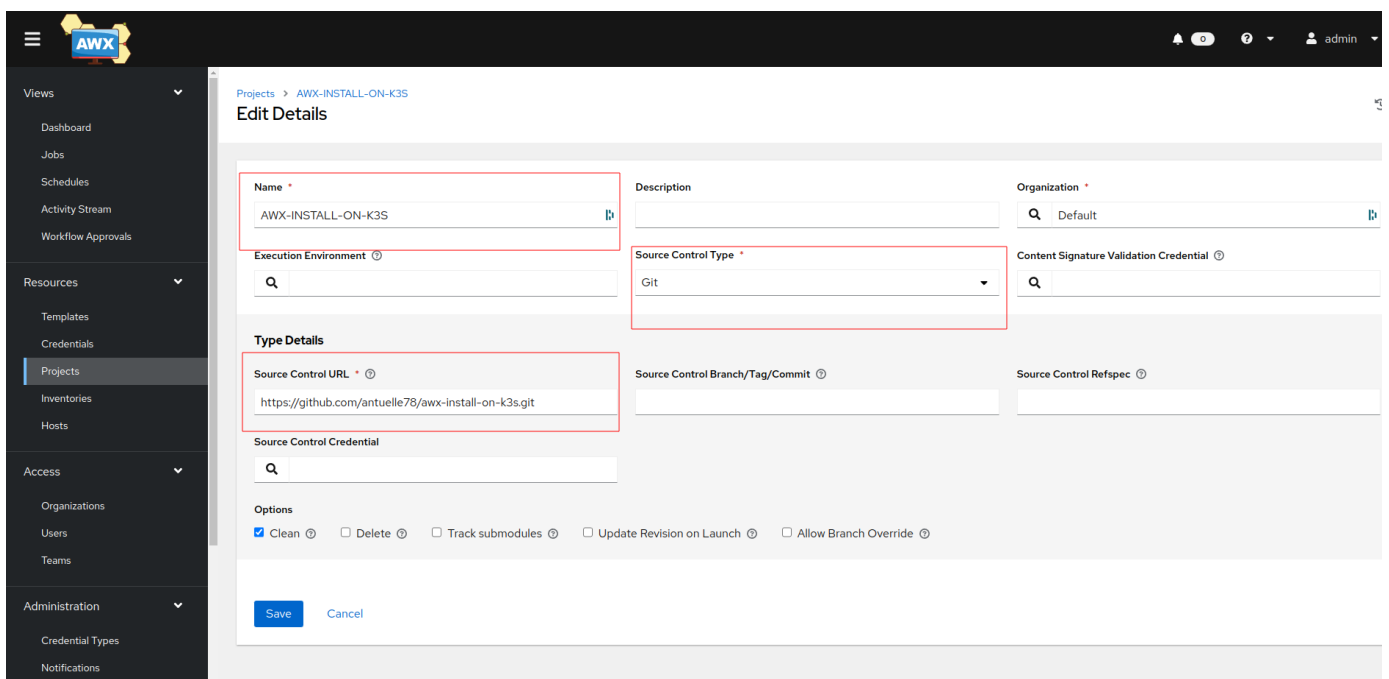 AWX
0
admin
Views
Dashboard
Jobs
Schedules
Activity Stream
Workflow Approvals
Resources
Templates
Credentials
Projects
Inventories
Hosts
Access
Organizations
Users
Teams
Administration
Credential Types
Notifications
Projects > AWX-INSTALL-ON-K3S
Edit Details
Name *
AWX-INSTALL-ON-K3S
Description
Organization *
Default
Execution Environment
Source Control Type *
Git
Content Signature Validation Credential
Type Details
Source Control URL *
https://github.com/antuelle78/awx-install-on-k3s.git
Source Control Branch/Tag/Commit
Source Control Refspec
Source Control Credential
Options
Clean Delete Track submodules Update Revision on Launch Allow Branch Override
Save Cancel